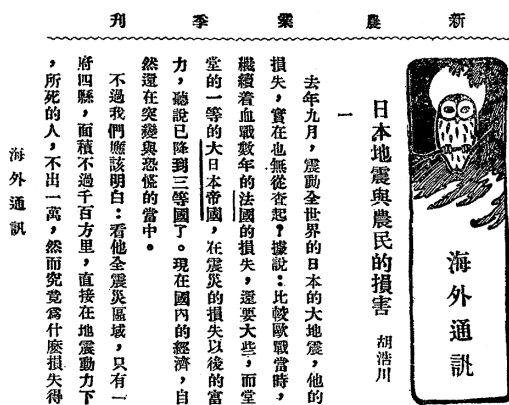 新農業季刊
海外通訊
日本地震與農民的損害
胡浩川
一
去年九月，震動全世界的日本的大地震，他的
損失，實在也無從查起？據說：比較歐戰當時，
繼續着血戰數年的法國的損失，還要大些，而堂
堂的一等的大日本帝國，在震災的損失以後的富
力，聽說已降到三等國了。現在國內的經濟，自
然還在突變與恐慌的當中。
不過我們應該明白：看他全震災區域，只有一
府四縣，面積不過千百方里，直接在地震動力下
，所死的人，不出一萬，然而究竟爲什麼損失得
海外通訊